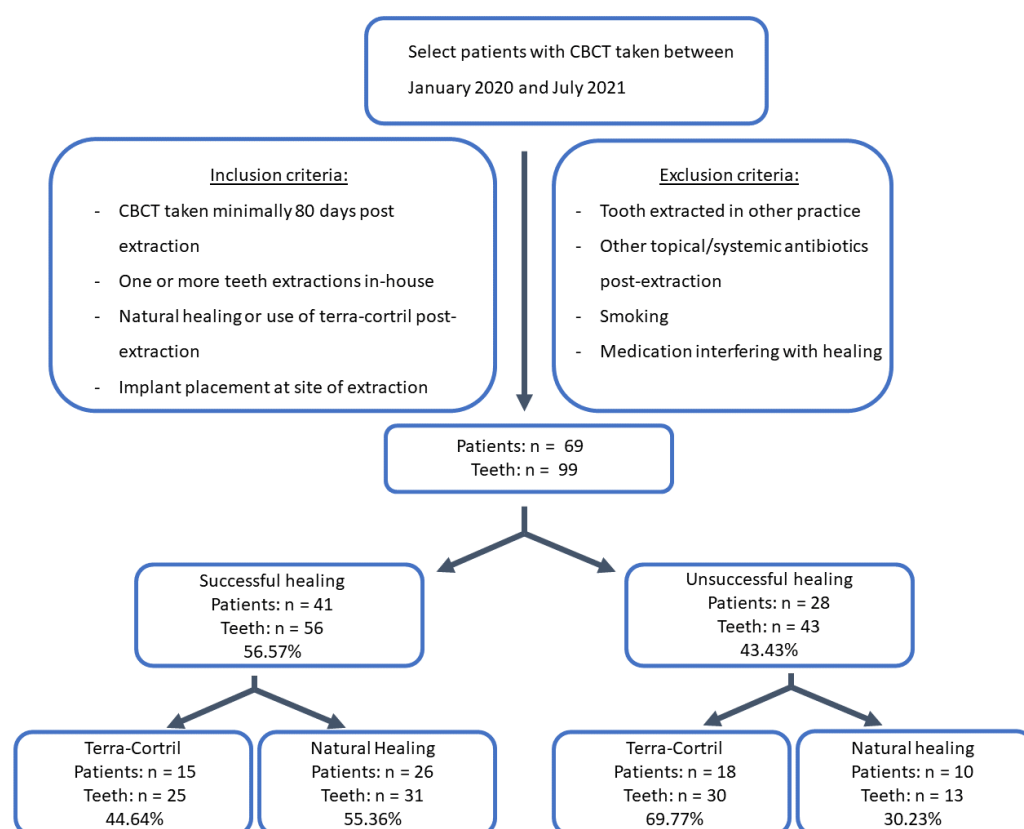 Select patients with CBCT taken between
January 2020 and July 2021
Inclusion criteria:
- CBCT taken minimally 80 days post
extraction
- One or more teeth extractions in-house
- Natural healing or use of terra-cortril post-
extraction
- Implant placement at site of extraction
Exclusion criteria:
- Tooth extracted in other practice
- Other topical/systemic antibiotics
post-extraction
- Smoking
- Medication interfering with healing
Patients: n = 69
Teeth: n = 99
Successful healing
Patients: n = 41
Teeth: n = 56
56.57%
Unsuccessful healing
Patients: n = 28
Teeth: n = 43
43.43%
Terra-Cortril
Patients: n = 15
Teeth: n = 25
44.64%
Natural Healing
Patients: n = 26
Teeth: n = 31
55.36%
Terra-Cortril
Patients: n = 18
Teeth: n = 30
69.77%
Natural healing
Patients: n = 10
Teeth: n = 13
30.23%